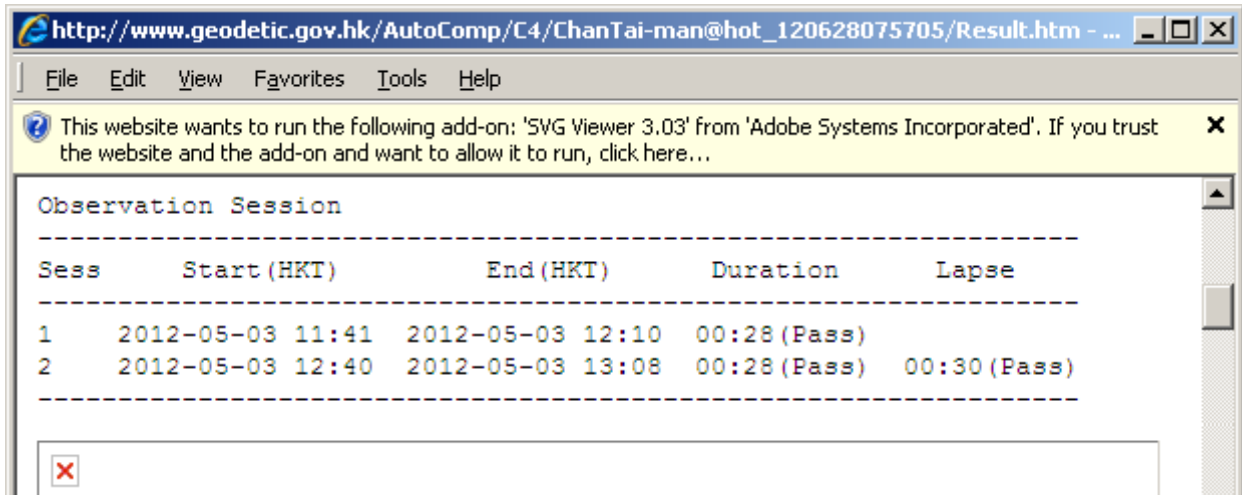 http://www.geodetic.gov.hk/AutoComp/C4/ChanTai-man@hot_120628075705/Result.htm - ...
File Edit View Favorites Tools Help
This website wants to run the following add-on: 'SVG Viewer 3.03' from 'Adobe Systems Incorporated'. If you trust
the website and the add-on and want to allow it to run, click here...
Observation Session
-----------------------------------------------------------------
Sess Start(HKT) End(HKT) Duration Lapse
-----------------------------------------------------------------
1 2012-05-03 11:41 2012-05-03 12:10 00:28(Pass)
2 2012-05-03 12:40 2012-05-03 13:08 00:28(Pass) 00:30(Pass)
-----------------------------------------------------------------